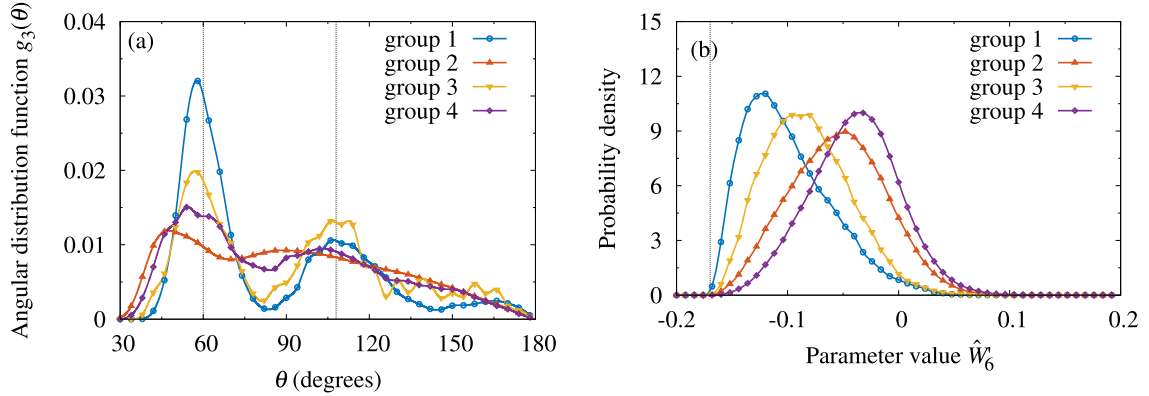 Angular distribution function g₃(θ)
0.04
0.03
0.02
0.01
0
(a)
group 1
group 2
group 3
group 4
30 60 90 120 150 180
θ (degrees)
Probability density
15
12
9
6
3
0
(b)
group 1
group 2
group 3
group 4
-0.2 -0.1 0 0.1 0.2
Parameter value Ŵ′₆